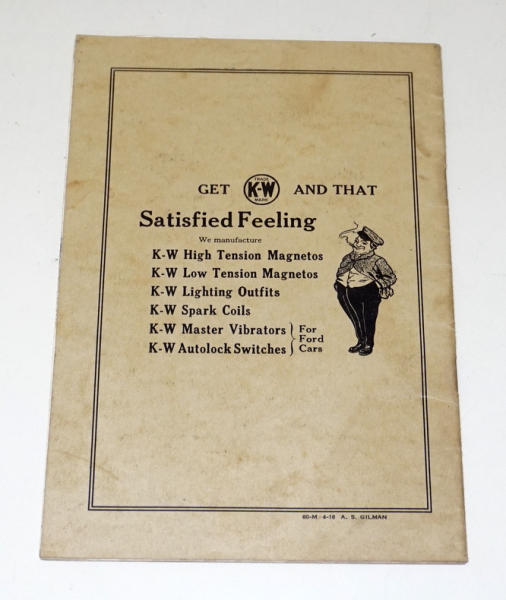 GET TRADE K-W MARK AND THAT
Satisfied Feeling
We manufacture
K-W High Tension Magnetos
K-W Low Tension Magnetos
K-W Lighting Outfits
K-W Spark Coils
K-W Master Vibrators } For
Ford
K-W Autolock Switches } Cars
60-M. 4-16 A. S. GILMAN